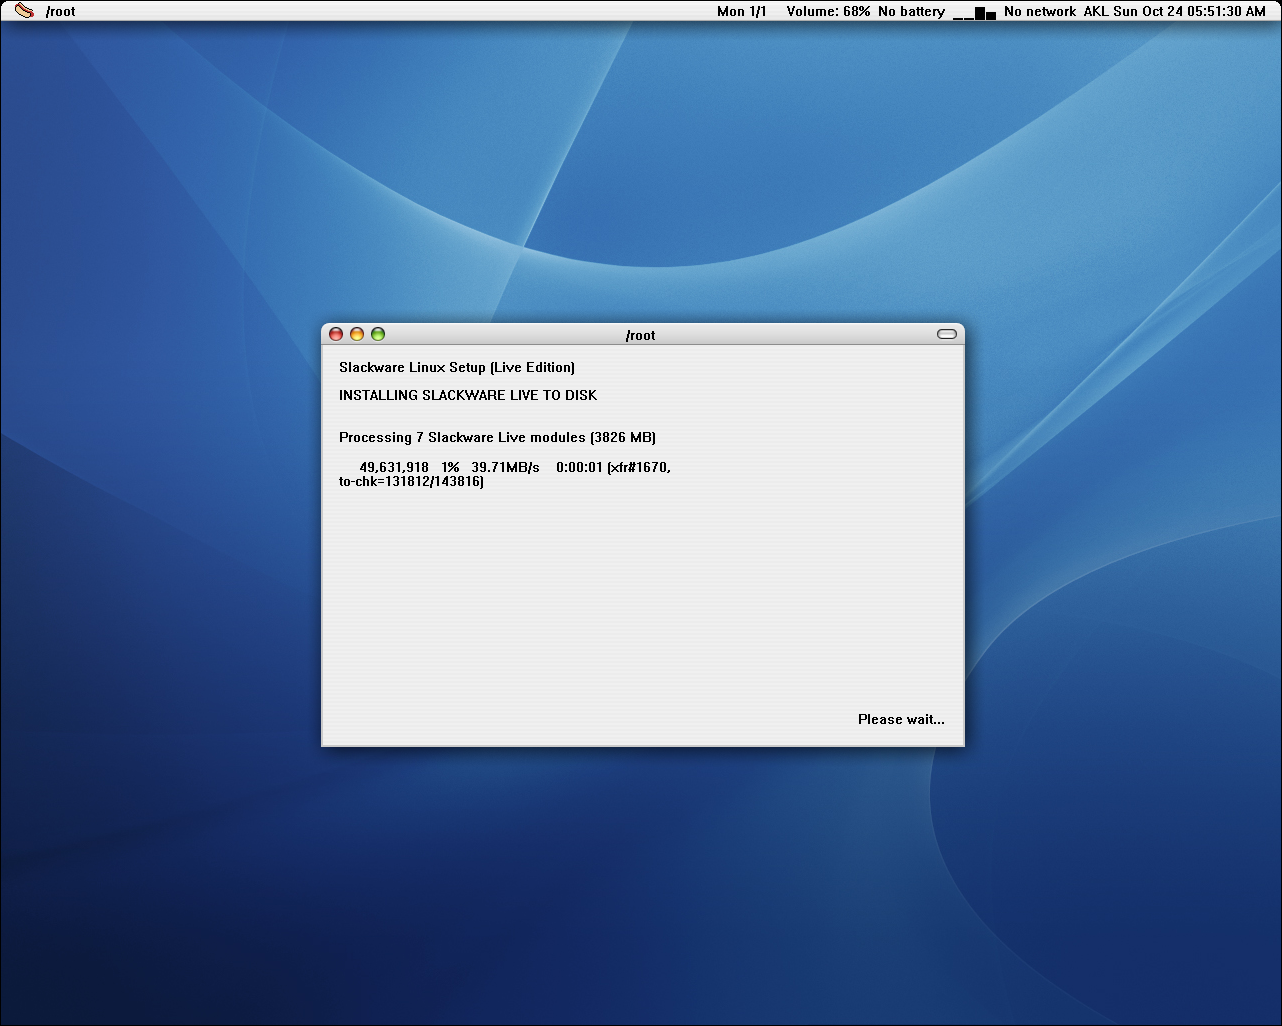 /root
Mon 1/1 Volume: 68% No battery No network AKL Sun Oct 24 05:51:30 AM
/root
Slackware Linux Setup (Live Edition)
INSTALLING SLACKWARE LIVE TO DISK
Processing 7 Slackware Live modules (3826 MB)
49,631,918 1% 39.71MB/s 0:00:01 (xfr#1670,
to-chk=131812/143816)
Please wait...